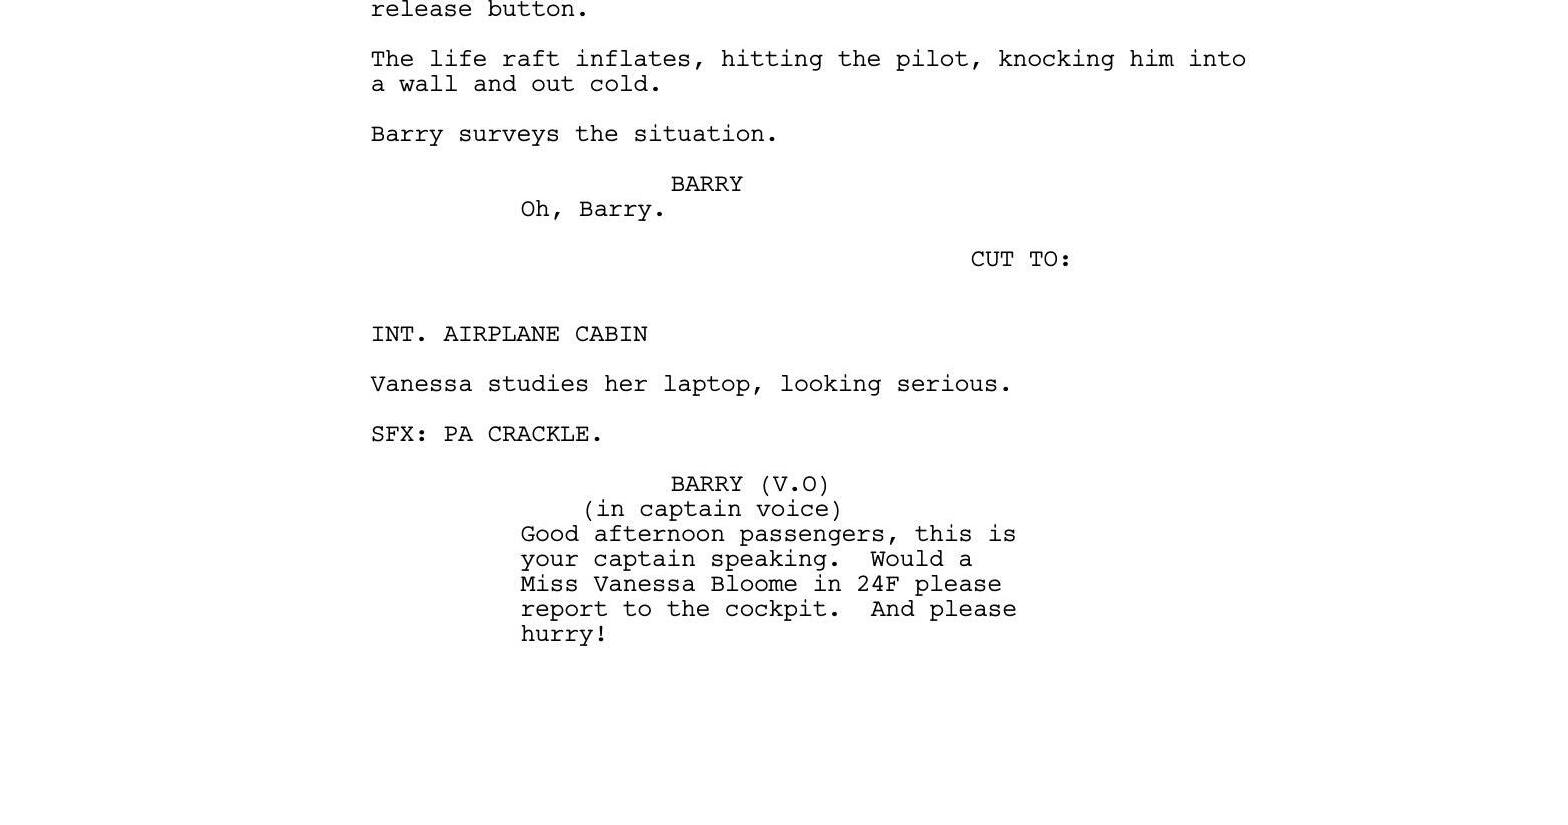 release button.
The life raft inflates, hitting the pilot, knocking him into
a wall and out cold.
Barry surveys the situation.
BARRY
Oh, Barry.
CUT TO:
INT. AIRPLANE CABIN
Vanessa studies her laptop, looking serious.
SFX: PA CRACKLE.
BARRY (V.O)
(in captain voice)
Good afternoon passengers, this is
your captain speaking.  Would a
Miss Vanessa Bloome in 24F please
report to the cockpit.  And please
hurry!